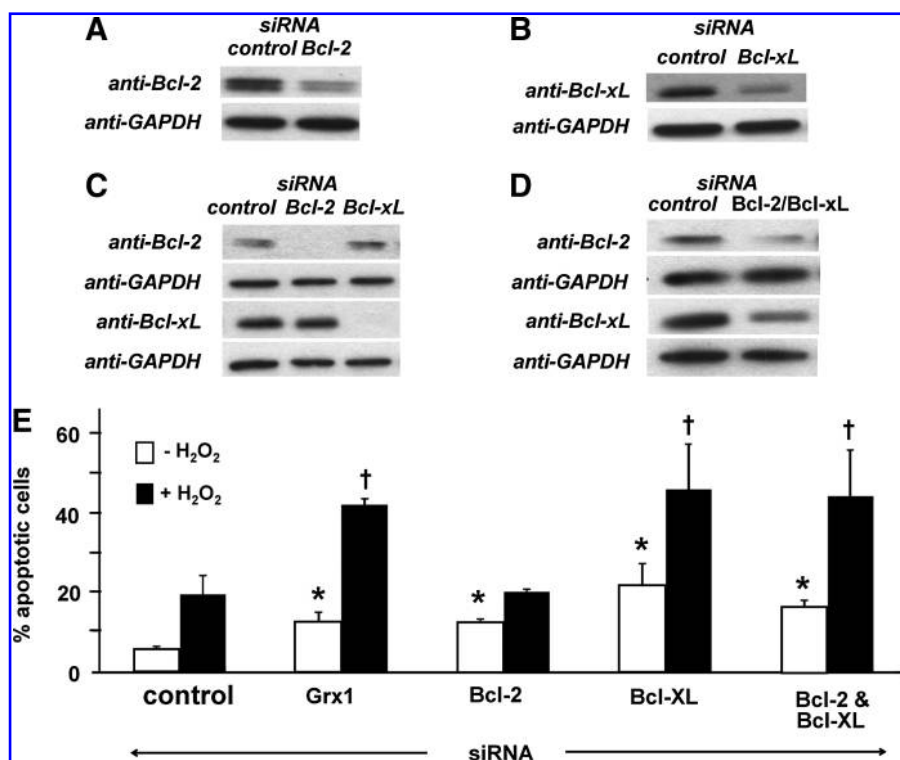 A
siRNA
control Bcl-2
anti-Bcl-2
anti-GAPDH
B
siRNA
control Bcl-xL
anti-Bcl-xL
anti-GAPDH
C
siRNA
control Bcl-2 Bcl-xL
anti-Bcl-2
anti-GAPDH
anti-Bcl-xL
anti-GAPDH
D
siRNA
control Bcl-2/Bcl-xL
anti-Bcl-2
anti-GAPDH
anti-Bcl-xL
anti-GAPDH
E
% apoptotic cells
60
40
20
0
- H₂O₂
+ H₂O₂
* † * * † * †
control Grx1 Bcl-2 Bcl-XL Bcl-2 &
Bcl-XL
siRNA